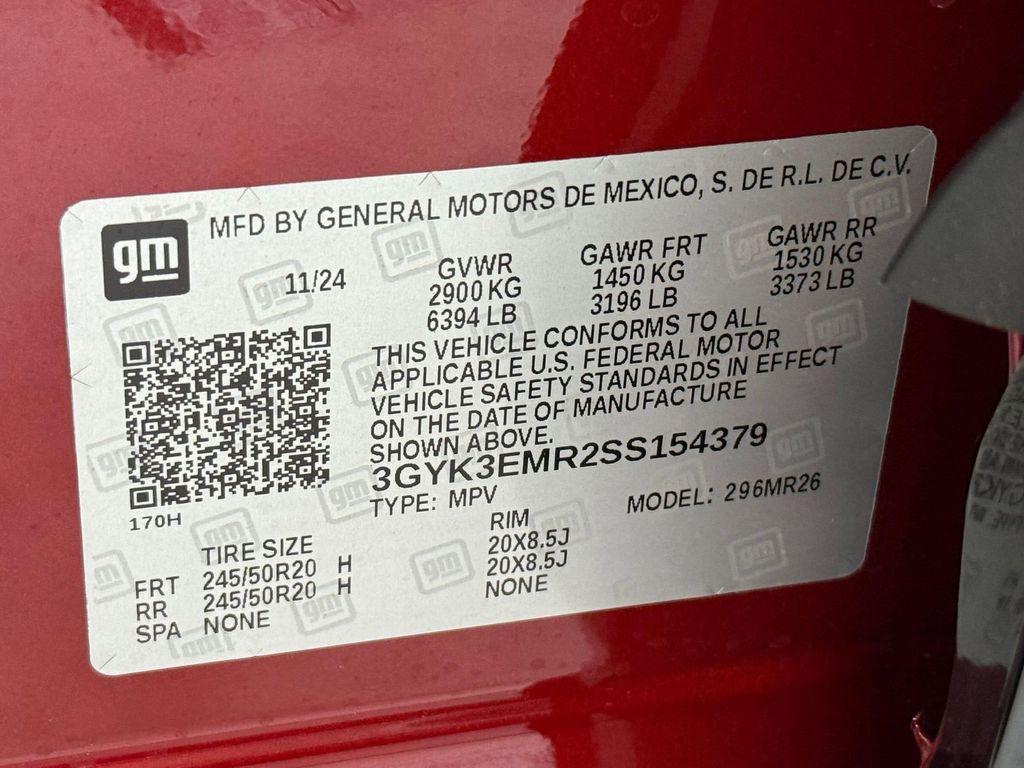 gm
MFD BY GENERAL MOTORS DE MEXICO, S. DE R.L. DE C.V.
11/24 GVWR GAWR FRT GAWR RR
2900 KG 1450 KG 1530 KG
6394 LB 3196 LB 3373 LB
THIS VEHICLE CONFORMS TO ALL
APPLICABLE U.S. FEDERAL MOTOR
VEHICLE SAFETY STANDARDS IN EFFECT
ON THE DATE OF MANUFACTURE
SHOWN ABOVE.
3GYK3EMR2SS154379
TYPE: MPV MODEL: 296MR26
170H
TIRE SIZE RIM
FRT 245/50R20 H 20X8.5J
RR 245/50R20 H 20X8.5J
SPA NONE NONE